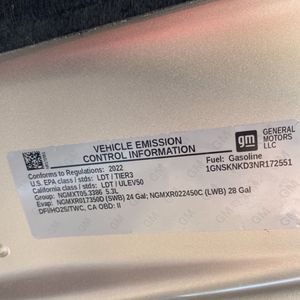 VEHICLE EMISSION
CONTROL INFORMATION
gm
GENERAL MOTORS LLC
Conforms to Regulations: 2022
Fuel: Gasoline
U.S. EPA class / stds: LDT / TIER3
1GNSKNKD3NR172551
California class / stds: LDT / ULEV50
Group: NGMXT05.3386 5.3L
Evap: NGMXR017350D (SWB) 24 Gal; NGMXR022450C (LWB) 28 Gal
DFI/HO2S/TWC, CA OBD: II